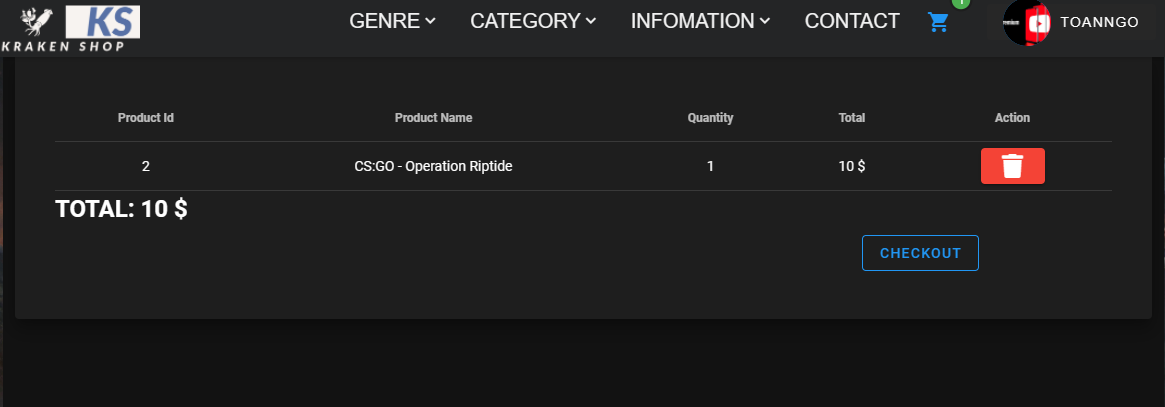 KS
KRAKEN SHOP
GENRE CATEGORY INFOMATION CONTACT
1
TOANNGO
Product Id Product Name Quantity Total Action
2 CS:GO - Operation Riptide 1 10 $
TOTAL: 10 $
CHECKOUT